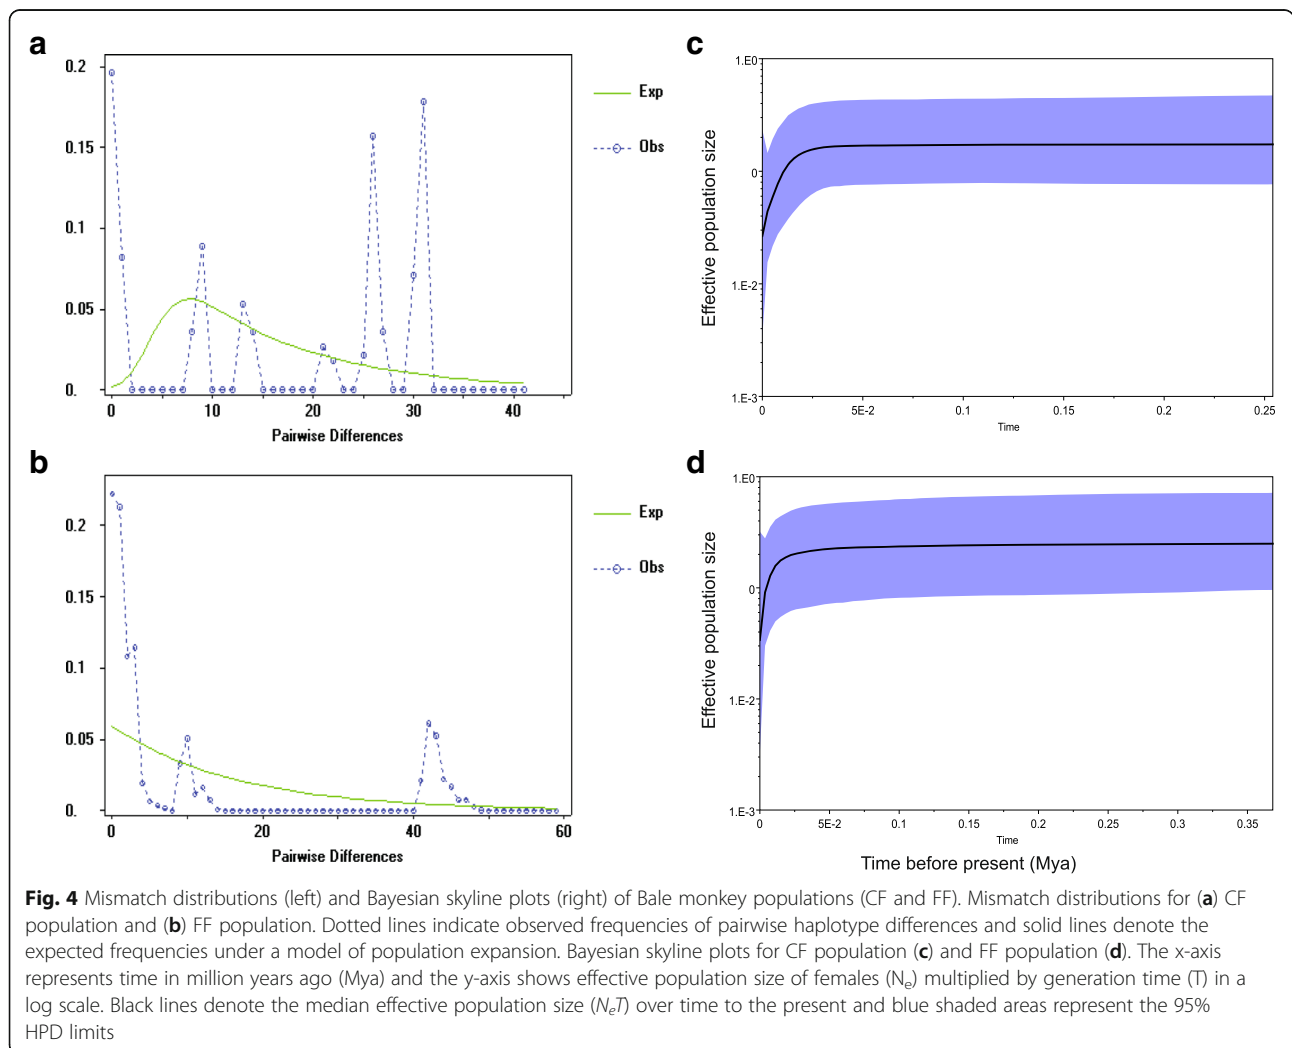 a
0.2
0.15
0.1
0.05
0.
0
10
20
30
40
Pairwise Differences
Exp
Obs
c
1.E0
0
1.E-2
1.E-3
Effective population size
0
5E-2
0.1
0.15
0.2
0.25
Time
b
0.2
0.15
0.1
0.05
0.
0
20
40
60
Pairwise Differences
Exp
Obs
d
1.E0
0
1.E-2
1.E-3
Effective population size
0
5E-2
0.1
0.15
0.2
0.25
0.3
0.35
Time
Time before present (Mya)
Fig. 4 Mismatch distributions (left) and Bayesian skyline plots (right) of Bale monkey populations (CF and FF). Mismatch distributions for (a) CF
population and (b) FF population. Dotted lines indicate observed frequencies of pairwise haplotype differences and solid lines denote the
expected frequencies under a model of population expansion. Bayesian skyline plots for CF population (c) and FF population (d). The x-axis
represents time in million years ago (Mya) and the y-axis shows effective population size of females (Ne) multiplied by generation time (T) in a
log scale. Black lines denote the median effective population size (NeT) over time to the present and blue shaded areas represent the 95%
HPD limits